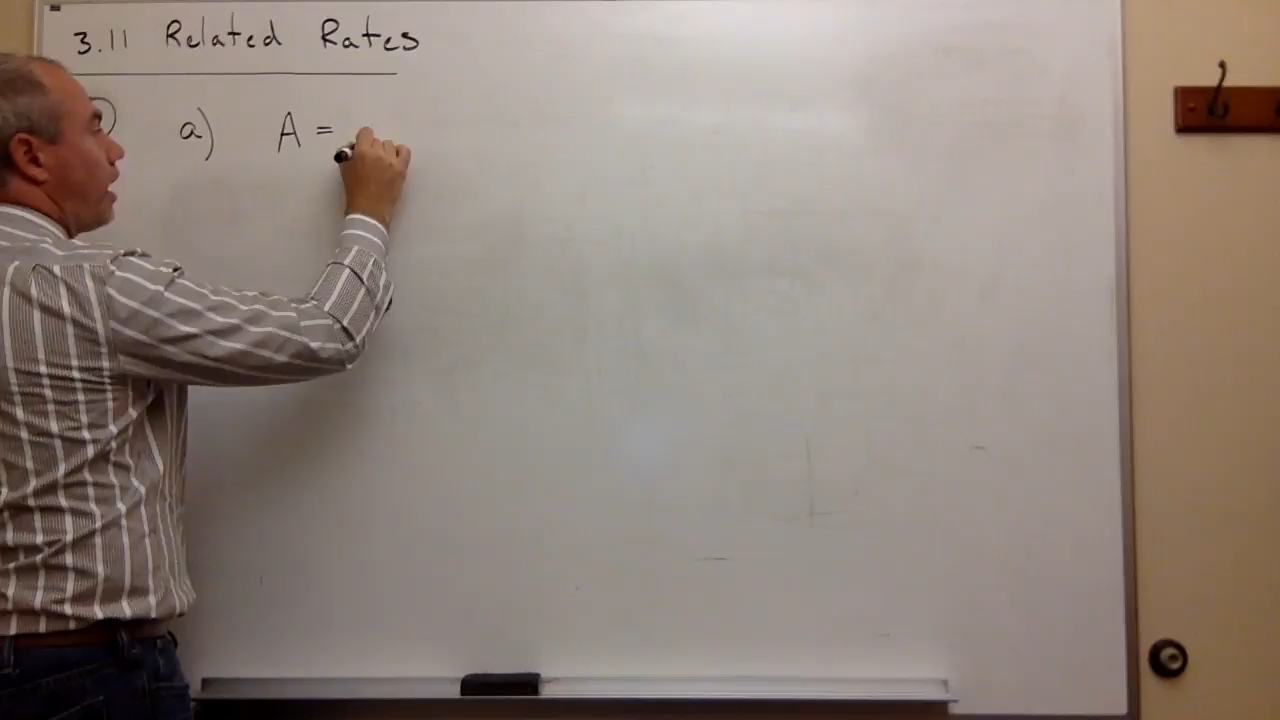 3.11 Related Rates
a) A =